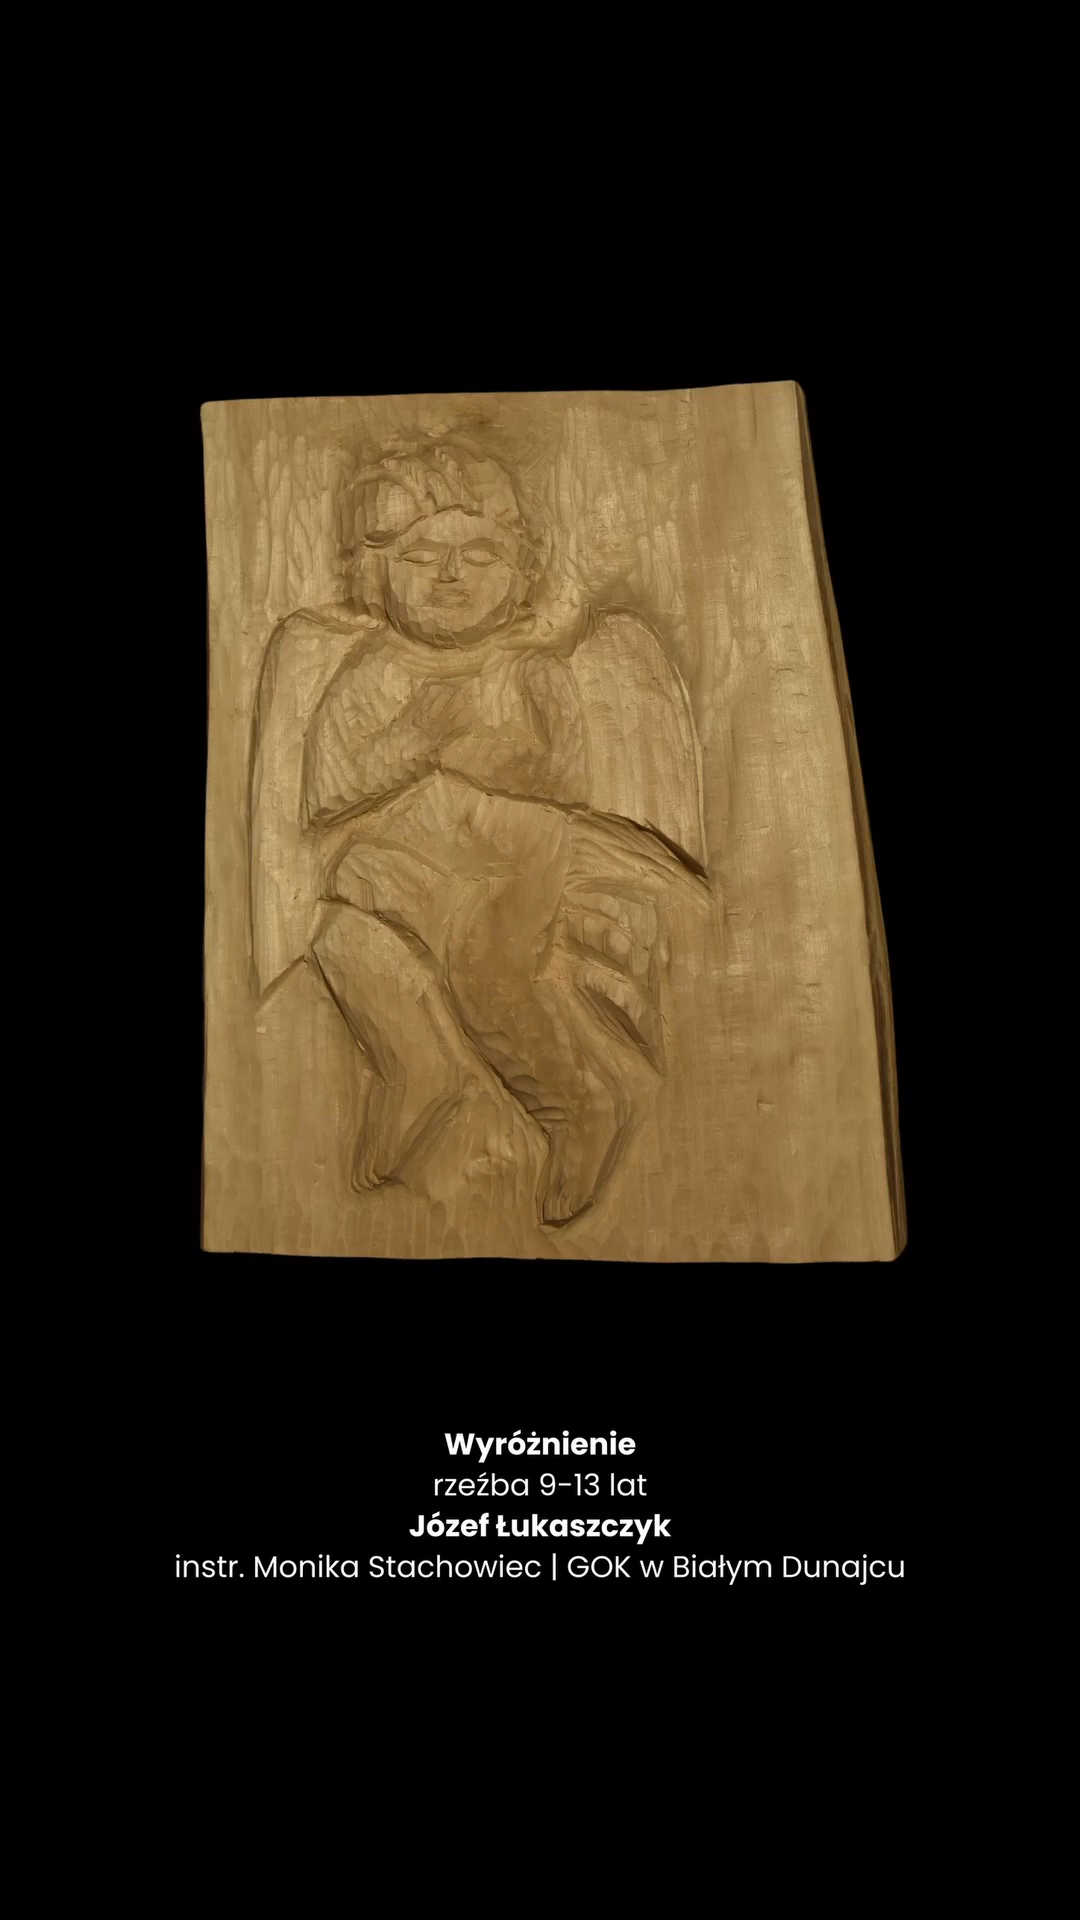 Wyróżnienie
rzeźba 9-13 lat
Józef Łukaszczyk
instr. Monika Stachowiec | GOK w Białym Dunajcu